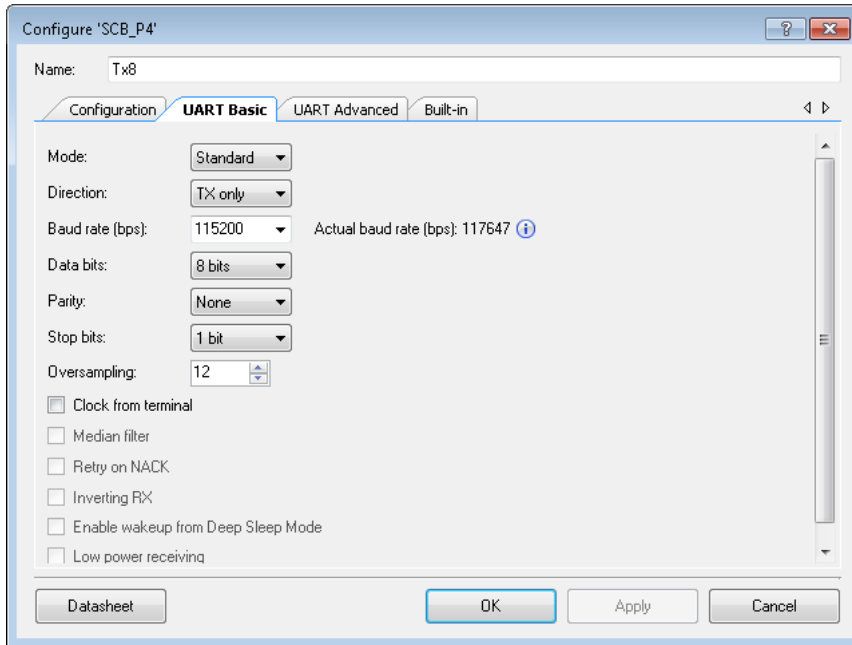 Configure 'SCB_P4'
Name: Tx8
Configuration UART Basic UART Advanced Built-in
Mode: Standard
Direction: TX only
Baud rate (bps): 115200 Actual baud rate (bps): 117647
Data bits: 8 bits
Parity: None
Stop bits: 1 bit
Oversampling: 12
Clock from terminal
Median filter
Retry on NACK
Inverting RX
Enable wakeup from Deep Sleep Mode
Low power receiving
Datasheet OK Apply Cancel